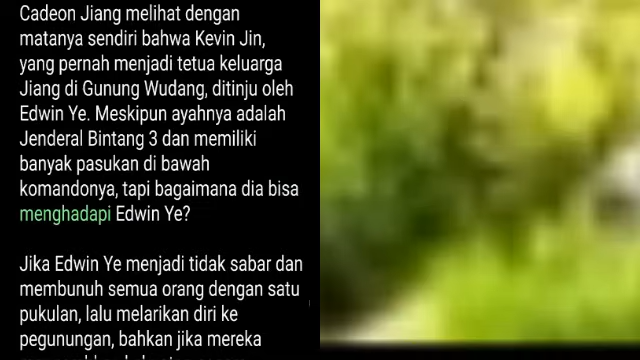 Cadeon Jiang melihat dengan
matanya sendiri bahwa Kevin Jin,
yang pernah menjadi tetua keluarga
Jiang di Gunung Wudang, ditinju oleh
Edwin Ye. Meskipun ayahnya adalah
Jenderal Bintang 3 dan memiliki
banyak pasukan di bawah
komandonya, tapi bagaimana dia bisa
menghadapi Edwin Ye?
Jika Edwin Ye menjadi tidak sabar dan
membunuh semua orang dengan satu
pukulan, lalu melarikan diri ke
pegunungan, bahkan jika mereka